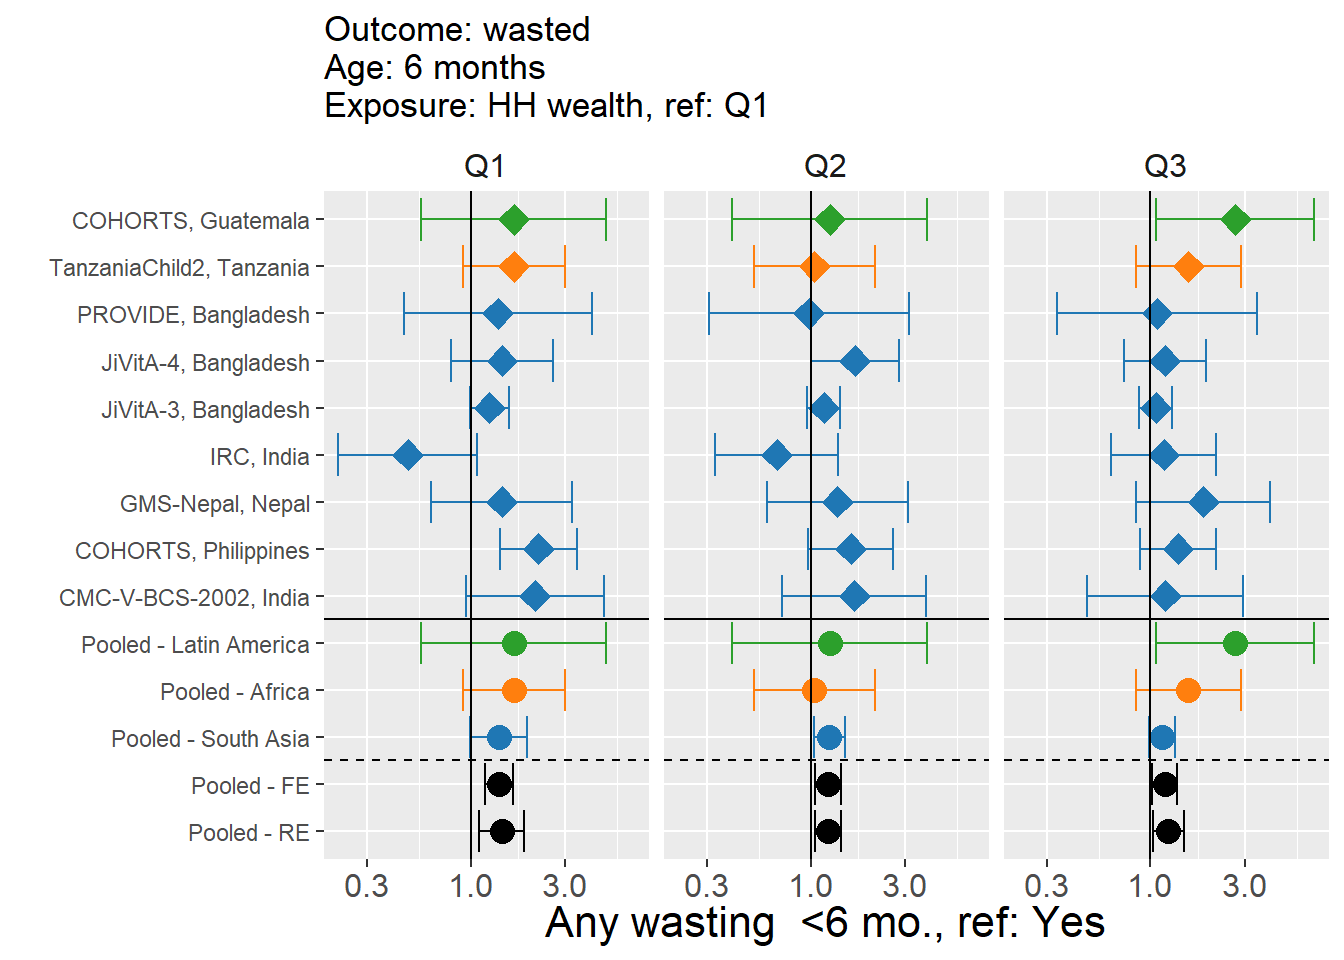 Outcome: wasted
Age: 6 months
Exposure: HH wealth, ref: Q1
Q1 Q2 Q3
COHORTS, Guatemala
TanzaniaChild2, Tanzania
PROVIDE, Bangladesh
JiVitA-4, Bangladesh
JiVitA-3, Bangladesh
IRC, India
GMS-Nepal, Nepal
COHORTS, Philippines
CMC-V-BCS-2002, India
Pooled - Latin America
Pooled - Africa
Pooled - South Asia
Pooled - FE
Pooled - RE
0.3 1.0 3.0 0.3 1.0 3.0 0.3 1.0 3.0
Any wasting  <6 mo., ref: Yes